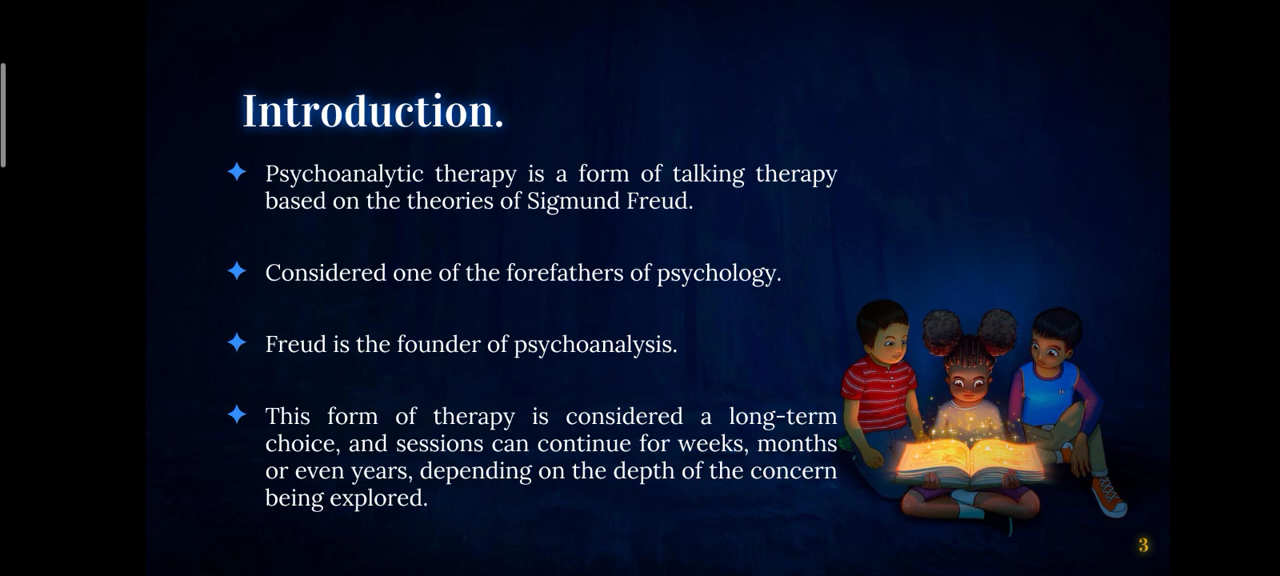 Introduction.
Psychoanalytic therapy is a form of talking therapy
based on the theories of Sigmund Freud.
Considered one of the forefathers of psychology.
Freud is the founder of psychoanalysis.
This form of therapy is considered a long-term
choice, and sessions can continue for weeks, months
or even years, depending on the depth of the concern
being explored.
3